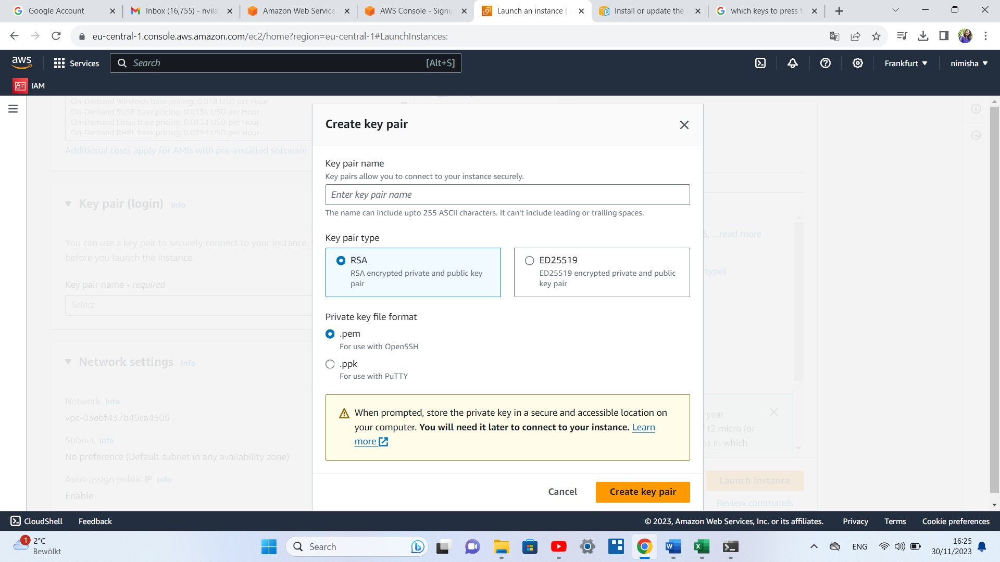 Google Account
Inbox (16,755) - nvila
Amazon Web Service
AWS Console - Signu
Launch an instance |
Install or update the
which keys to press t
eu-central-1.console.aws.amazon.com/ec2/home?region=eu-central-1#LaunchInstances:
aws
Services
Search
[Alt+S]
Frankfurt
nimisha
IAM
On-Demand Windows base pricing: 0.018 USD per Hour
On-Demand SUSE base pricing: 0.0134 USD per Hour
On-Demand Linux base pricing: 0.0134 USD per Hour
On-Demand RHEL base pricing: 0.0734 USD per Hour
Additional costs apply for AMIs with pre-installed software
Key pair (login) Info
You can use a key pair to securely connect to your instance.
before you launch the instance.
Key pair name - required
Select
Network settings Info
Network Info
vpc-03ebf437b49ca4509
Subnet Info
No preference (Default subnet in any availability zone)
Auto-assign public IP Info
Enable
Create key pair
Key pair name
Key pairs allow you to connect to your instance securely.
Enter key pair name
The name can include upto 255 ASCII characters. It can't include leading or trailing spaces.
Key pair type
RSA
RSA encrypted private and public key
pair
ED25519
ED25519 encrypted private and public
key pair
Private key file format
.pem
For use with OpenSSH
.ppk
For use with PuTTY
When prompted, store the private key in a secure and accessible location on
your computer. You will need it later to connect to your instance. Learn
more
Cancel
Create key pair
S, ...read more
type)
year
t2.micro (or
ns in which
Launch instance
Review commands
CloudShell
Feedback
© 2023, Amazon Web Services, Inc. or its affiliates.
Privacy
Terms
Cookie preferences
1
2°C
Bewölkt
Search
ENG
16:25
30/11/2023